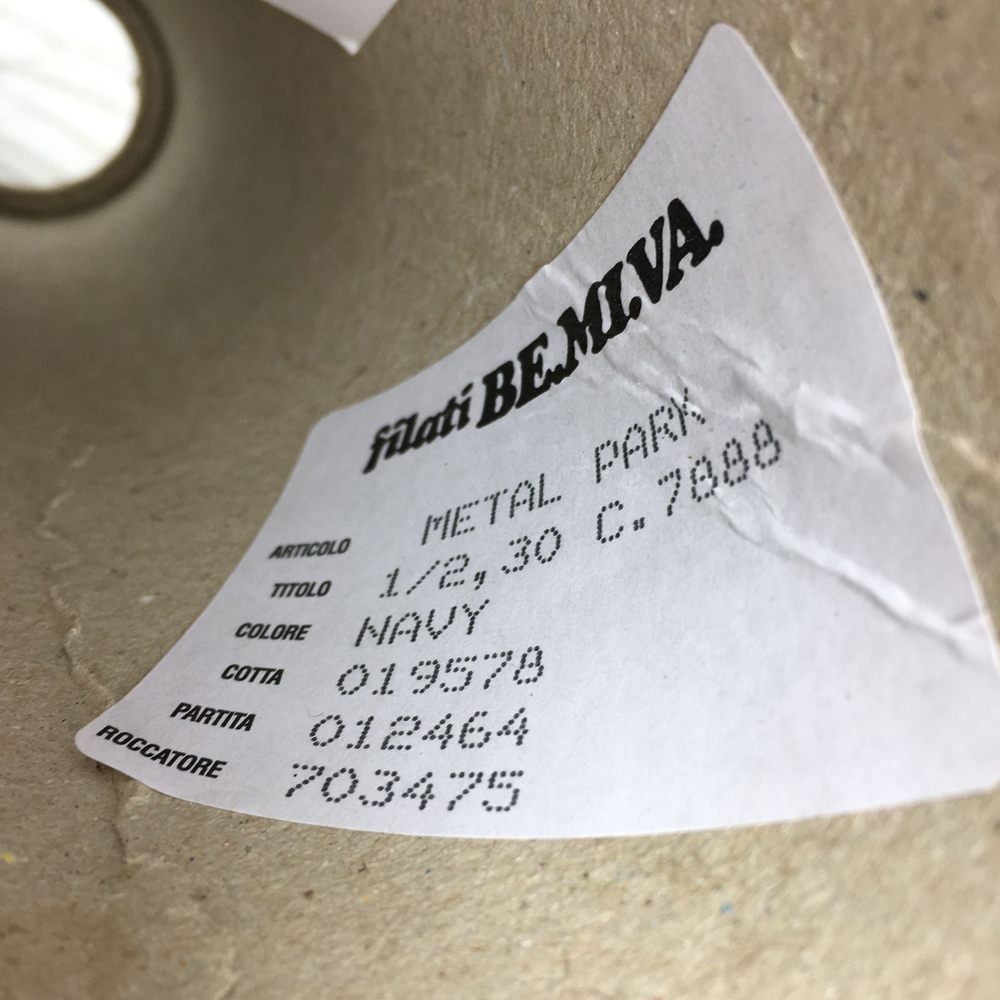 filati BE.MI.VA.
ARTICOLO METAL PARK
TITOLO 1/2,30 C.7888
COLORE NAVY
COTTA 019578
PARTITA 012464
ROCCATORE 703475